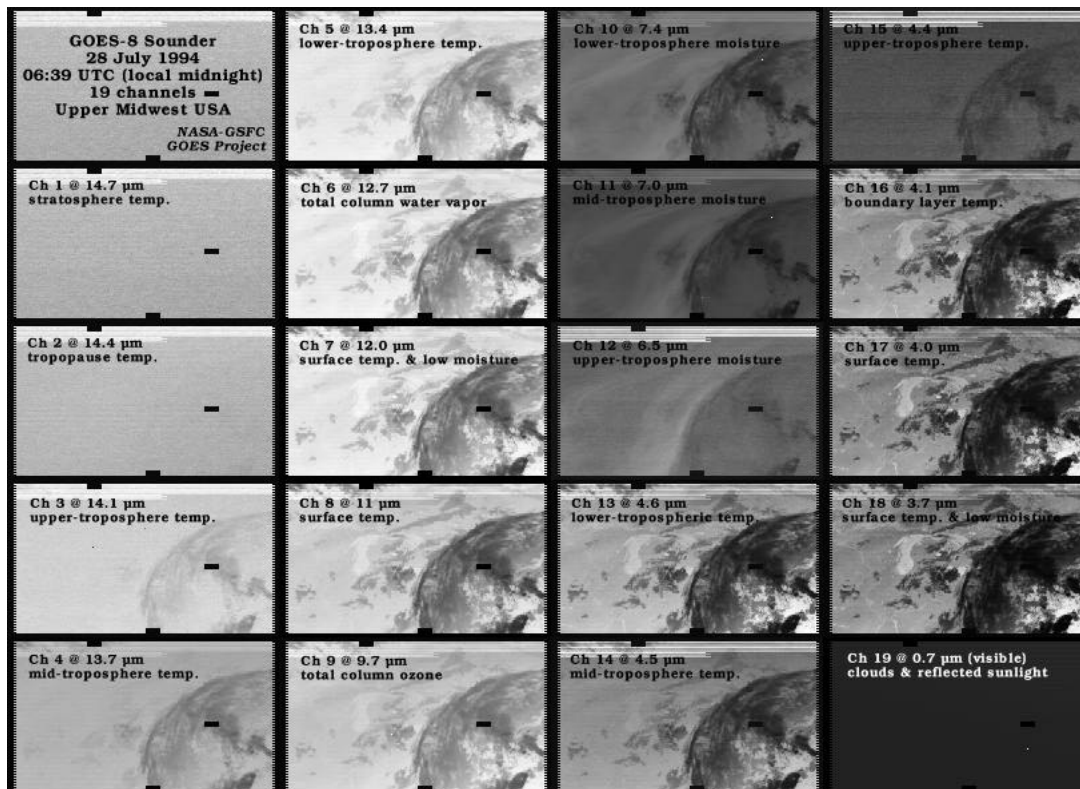 GOES-8 Sounder
28 July 1994
06:39 UTC (local midnight)
19 channels
Upper Midwest USA
NASA-GSFC
GOES Project
Ch 1 @ 14.7 µm
stratosphere temp.
Ch 2 @ 14.4 µm
tropopause temp.
Ch 3 @ 14.1 µm
upper-troposphere temp.
Ch 4 @ 13.7 µm
mid-troposphere temp.
Ch 5 @ 13.4 µm
lower-troposphere temp.
Ch 6 @ 12.7 µm
total column water vapor
Ch 7 @ 12.0 µm
surface temp. & low moisture
Ch 8 @ 11 µm
surface temp.
Ch 9 @ 9.7 µm
total column ozone
Ch 10 @ 7.4 µm
lower-troposphere moisture
Ch 11 @ 7.0 µm
mid-troposphere moisture
Ch 12 @ 6.5 µm
upper-troposphere moisture
Ch 13 @ 4.6 µm
lower-tropospheric temp.
Ch 14 @ 4.5 µm
mid-troposphere temp.
Ch 15 @ 4.4 µm
upper-troposphere temp.
Ch 16 @ 4.1 µm
boundary layer temp.
Ch 17 @ 4.0 µm
surface temp.
Ch 18 @ 3.7 µm
surface temp. & low moisture
Ch 19 @ 0.7 µm (visible)
clouds & reflected sunlight